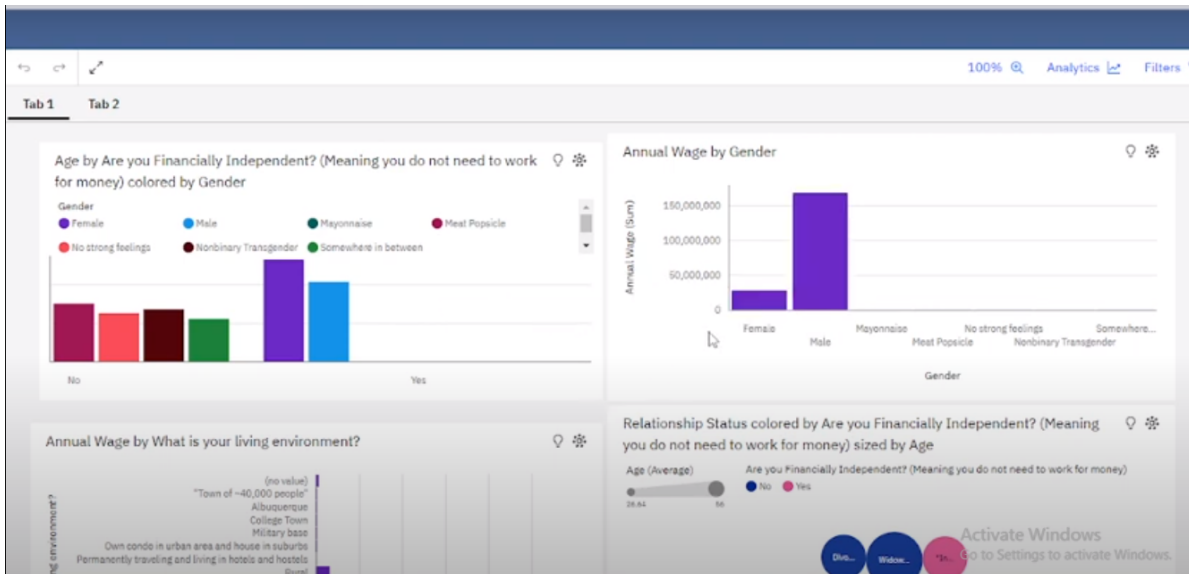 100% Analytics Filters
Tab 1 Tab 2
Age by Are you Financially Independent? (Meaning you do not need to work
for money) colored by Gender
Gender
Female Male Mayonnaise Meat Popsicle
No strong feelings Nonbinary Transgender Somewhere in between
No Yes
Annual Wage by Gender
Annual Wage (Sum)
150,000,000
100,000,000
50,000,000
0
Female Mayonnaise No strong feelings Somewhere...
Male Meat Popsicle Nonbinary Transgender
Gender
Annual Wage by What is your living environment?
ng environment?
(no value)
"Town of ~40,000 people"
Albuquerque
College Town
Military base
Own condo in urban area and house in suburbs
Permanently traveling and living in hotels and hostels
Rural
Relationship Status colored by Are you Financially Independent? (Meaning
you do not need to work for money) sized by Age
Age (Average)
26.64 56
Are you Financially Independent? (Meaning you do not need to work for money)
No Yes
Divo... Widow... "In...
Activate Windows
Go to Settings to activate Windows.